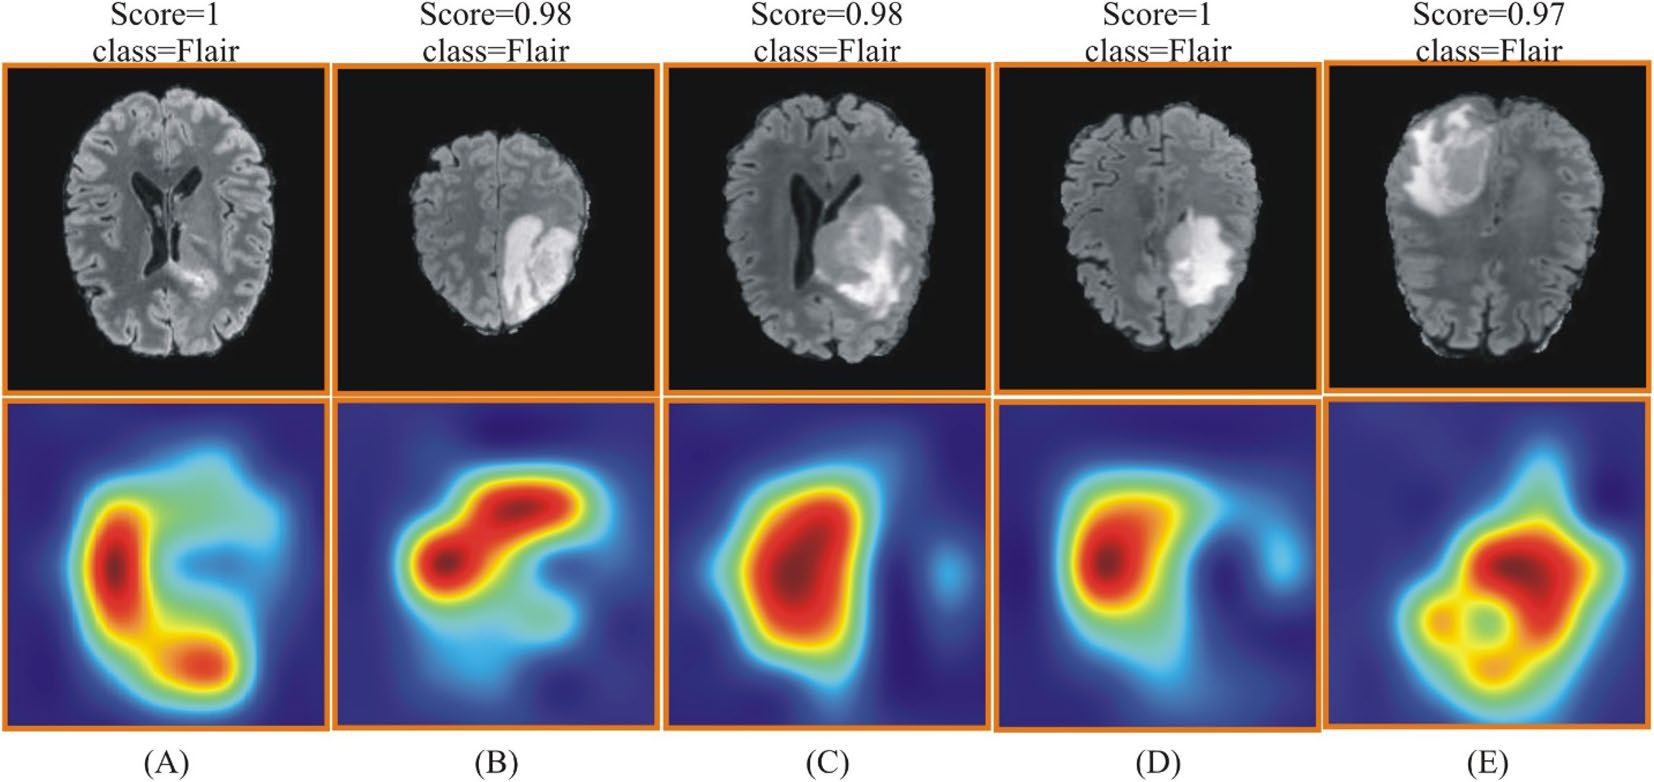 Score=1
class=Flair
Score=0.98
class=Flair
Score=0.98
class=Flair
Score=1
class=Flair
Score=0.97
class=Flair
(A)
(B)
(C)
(D)
(E)